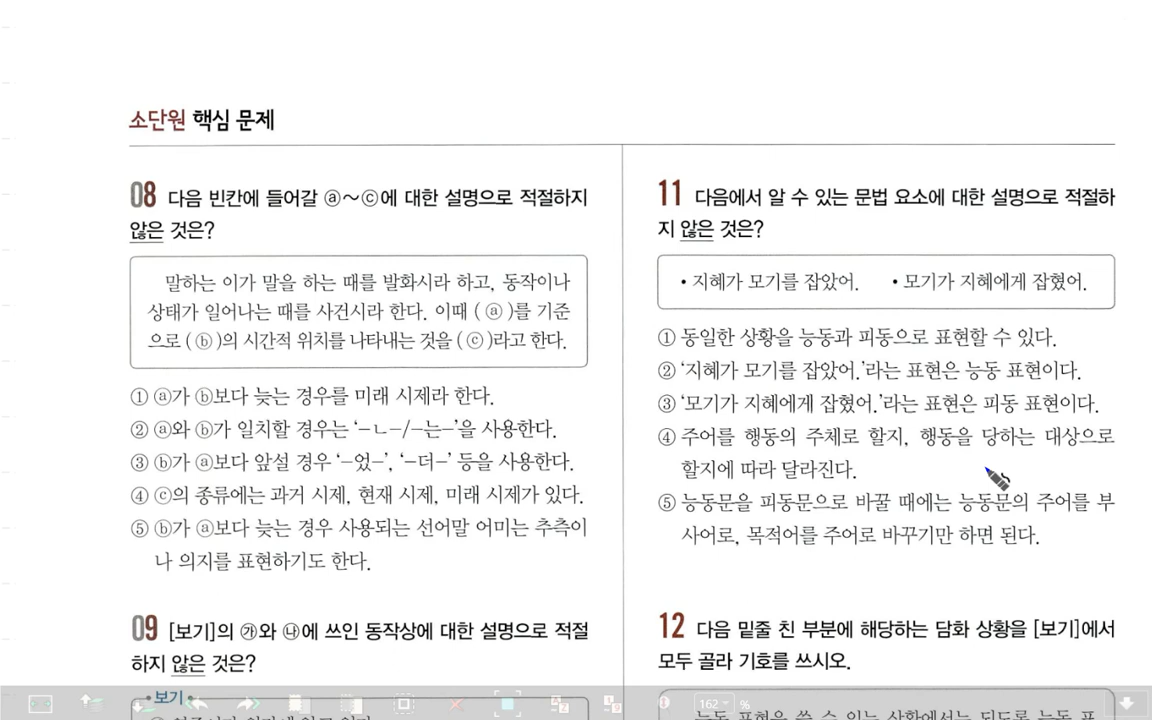 소단원 핵심 문제
08 다음 빈칸에 들어갈 ⓐ~ⓒ에 대한 설명으로 적절하지
않은 것은?
말하는 이가 말을 하는 때를 발화시라 하고, 동작이나
상태가 일어나는 때를 사건시라 한다. 이때 ( ⓐ )를 기준
으로 ( ⓑ )의 시간적 위치를 나타내는 것을 ( ⓒ )라고 한다.
① ⓐ가 ⓑ보다 늦는 경우를 미래 시제라 한다.
② ⓐ와 ⓑ가 일치할 경우는 ‘-ㄴ-/-는-’을 사용한다.
③ ⓑ가 ⓐ보다 앞설 경우 ‘-었-’, ‘-더-’ 등을 사용한다.
④ ⓒ의 종류에는 과거 시제, 현재 시제, 미래 시제가 있다.
⑤ ⓑ가 ⓐ보다 늦는 경우 사용되는 선어말 어미는 추측이
나 의지를 표현하기도 한다.
09 [보기]의 ㉮와 ㉯에 쓰인 동작상에 대한 설명으로 적절
하지 않은 것은?
보기
11 다음에서 알 수 있는 문법 요소에 대한 설명으로 적절하
지 않은 것은?
• 지혜가 모기를 잡았어. • 모기가 지혜에게 잡혔어.
① 동일한 상황을 능동과 피동으로 표현할 수 있다.
② ‘지혜가 모기를 잡았어.’라는 표현은 능동 표현이다.
③ ‘모기가 지혜에게 잡혔어.’라는 표현은 피동 표현이다.
④ 주어를 행동의 주체로 할지, 행동을 당하는 대상으로
할지에 따라 달라진다.
⑤ 능동문을 피동문으로 바꿀 때에는 능동문의 주어를 부
사어로, 목적어를 주어로 바꾸기만 하면 된다.
12 다음 밑줄 친 부분에 해당하는 담화 상황을 [보기]에서
모두 골라 기호를 쓰시오.
능동 표현을 쓸 수 있는 상황에서는 되도록 능동 표
162 %